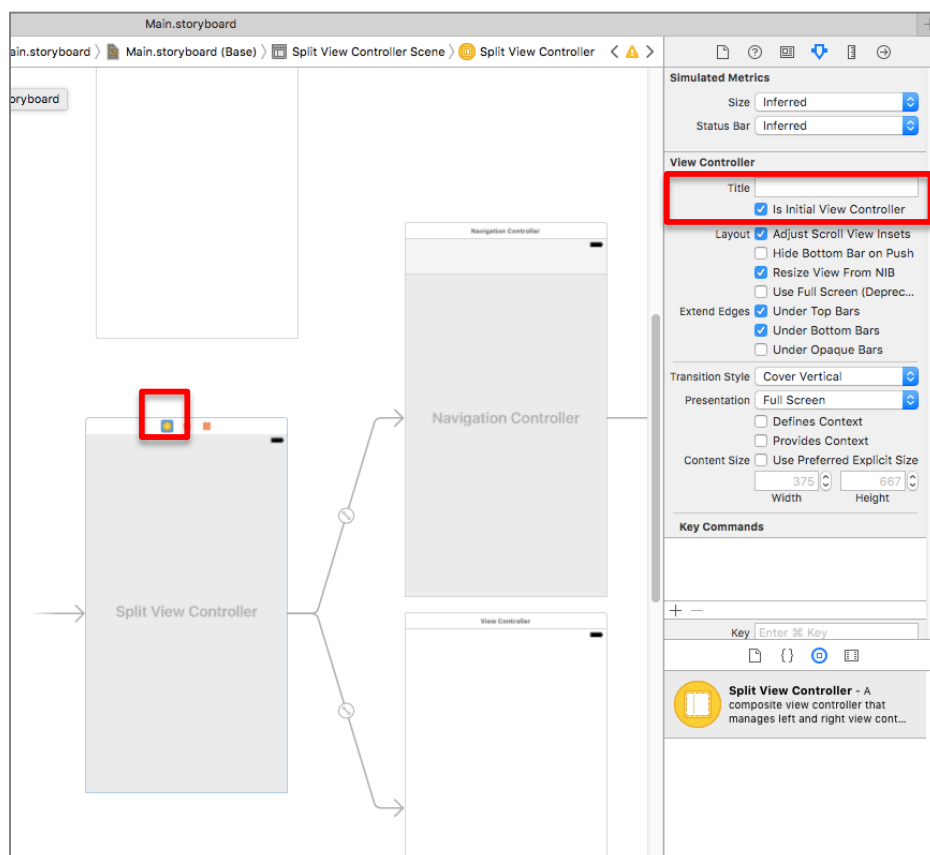 Main.storyboard
ain.storyboard 〉 Main.storyboard (Base) 〉 Split View Controller Scene 〉 Split View Controller
oryboard
Navigation Controller
Navigation Controller
Split View Controller
View Controller
Simulated Metrics
Size Inferred
Status Bar Inferred
View Controller
Title
Is Initial View Controller
Layout Adjust Scroll View Insets
Hide Bottom Bar on Push
Resize View From NIB
Use Full Screen (Deprec...
Extend Edges Under Top Bars
Under Bottom Bars
Under Opaque Bars
Transition Style Cover Vertical
Presentation Full Screen
Defines Context
Provides Context
Content Size Use Preferred Explicit Size
375 667
Width Height
Key Commands
Key Enter ⌘ Key
Split View Controller - A
composite view controller that
manages left and right view cont...